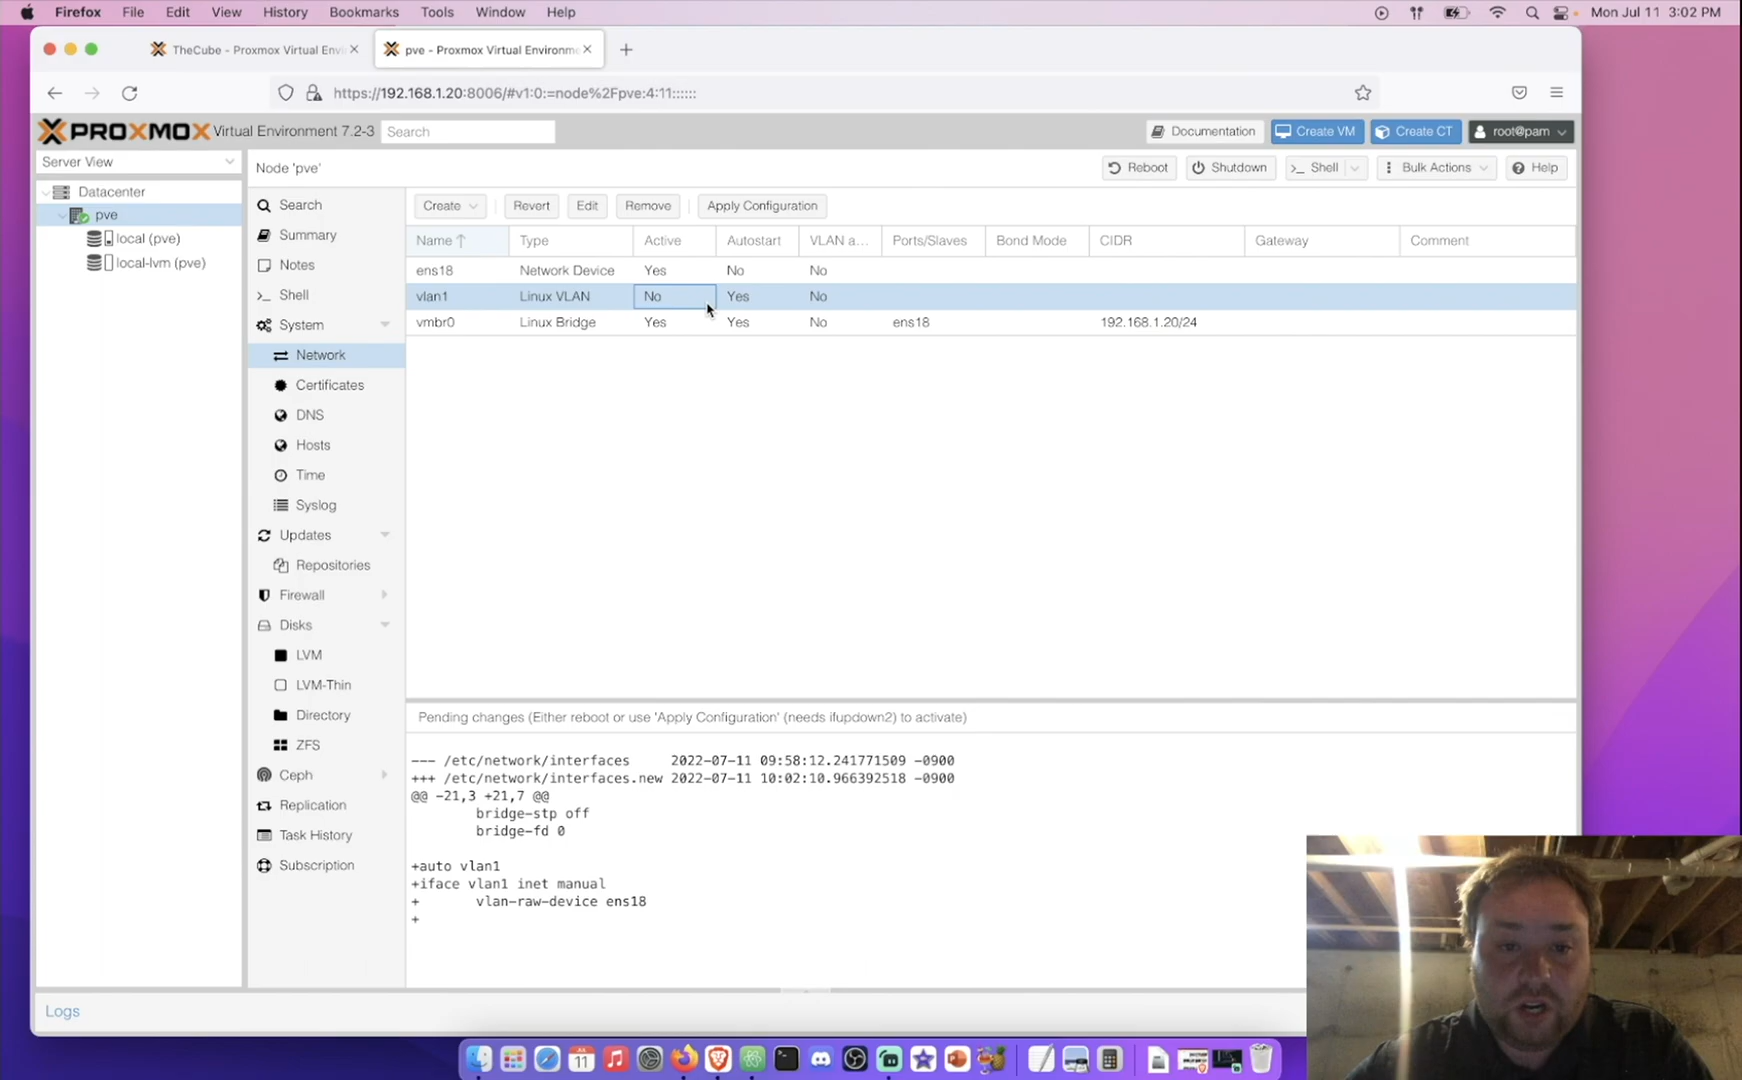 Firefox File Edit View History Bookmarks Tools Window Help Mon Jul 11 3:02 PM
TheCube - Proxmox Virtual Envi pve - Proxmox Virtual Environme
https://192.168.1.20:8006/#v1:0:=node%2Fpve:4:11::::::
PROXMOX Virtual Environment 7.2-3 Search Documentation Create VM Create CT root@pam
Server View
Node 'pve' Reboot Shutdown >_ Shell Bulk Actions Help
Datacenter
pve
local (pve)
local-lvm (pve)
Search
Summary
Notes
>_ Shell
System
Network
Certificates
DNS
Hosts
Time
Syslog
Updates
Repositories
Firewall
Disks
LVM
LVM-Thin
Directory
ZFS
Ceph
Replication
Task History
Subscription
Create Revert Edit Remove Apply Configuration
Name Type Active Autostart VLAN a... Ports/Slaves Bond Mode CIDR Gateway Comment
ens18 Network Device Yes No No
vlan1 Linux VLAN No Yes No
vmbr0 Linux Bridge Yes Yes No ens18 192.168.1.20/24
Pending changes (Either reboot or use 'Apply Configuration' (needs ifupdown2) to activate)
--- /etc/network/interfaces 2022-07-11 09:58:12.241771509 -0900
+++ /etc/network/interfaces.new 2022-07-11 10:02:10.966392518 -0900
@@ -21,3 +21,7 @@
bridge-stp off
bridge-fd 0
+auto vlan1
+iface vlan1 inet manual
+ vlan-raw-device ens18
+
Logs
11